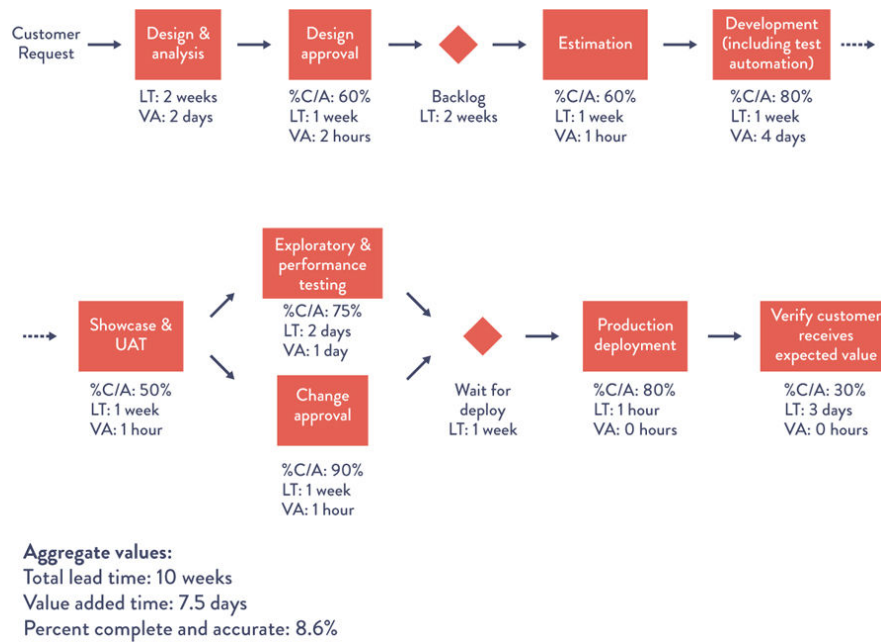 Customer
Request
Design &
analysis
LT: 2 weeks
VA: 2 days
Design
approval
%C/A: 60%
LT: 1 week
VA: 2 hours
Backlog
LT: 2 weeks
Estimation
%C/A: 60%
LT: 1 week
VA: 1 hour
Development
(including test
automation)
%C/A: 80%
LT: 1 week
VA: 4 days
Showcase &
UAT
%C/A: 50%
LT: 1 week
VA: 1 hour
Exploratory &
performance
testing
%C/A: 75%
LT: 2 days
VA: 1 day
Change
approval
%C/A: 90%
LT: 1 week
VA: 1 hour
Wait for
deploy
LT: 1 week
Production
deployment
%C/A: 80%
LT: 1 hour
VA: 0 hours
Verify customer
receives
expected value
%C/A: 30%
LT: 3 days
VA: 0 hours
Aggregate values:
Total lead time: 10 weeks
Value added time: 7.5 days
Percent complete and accurate: 8.6%